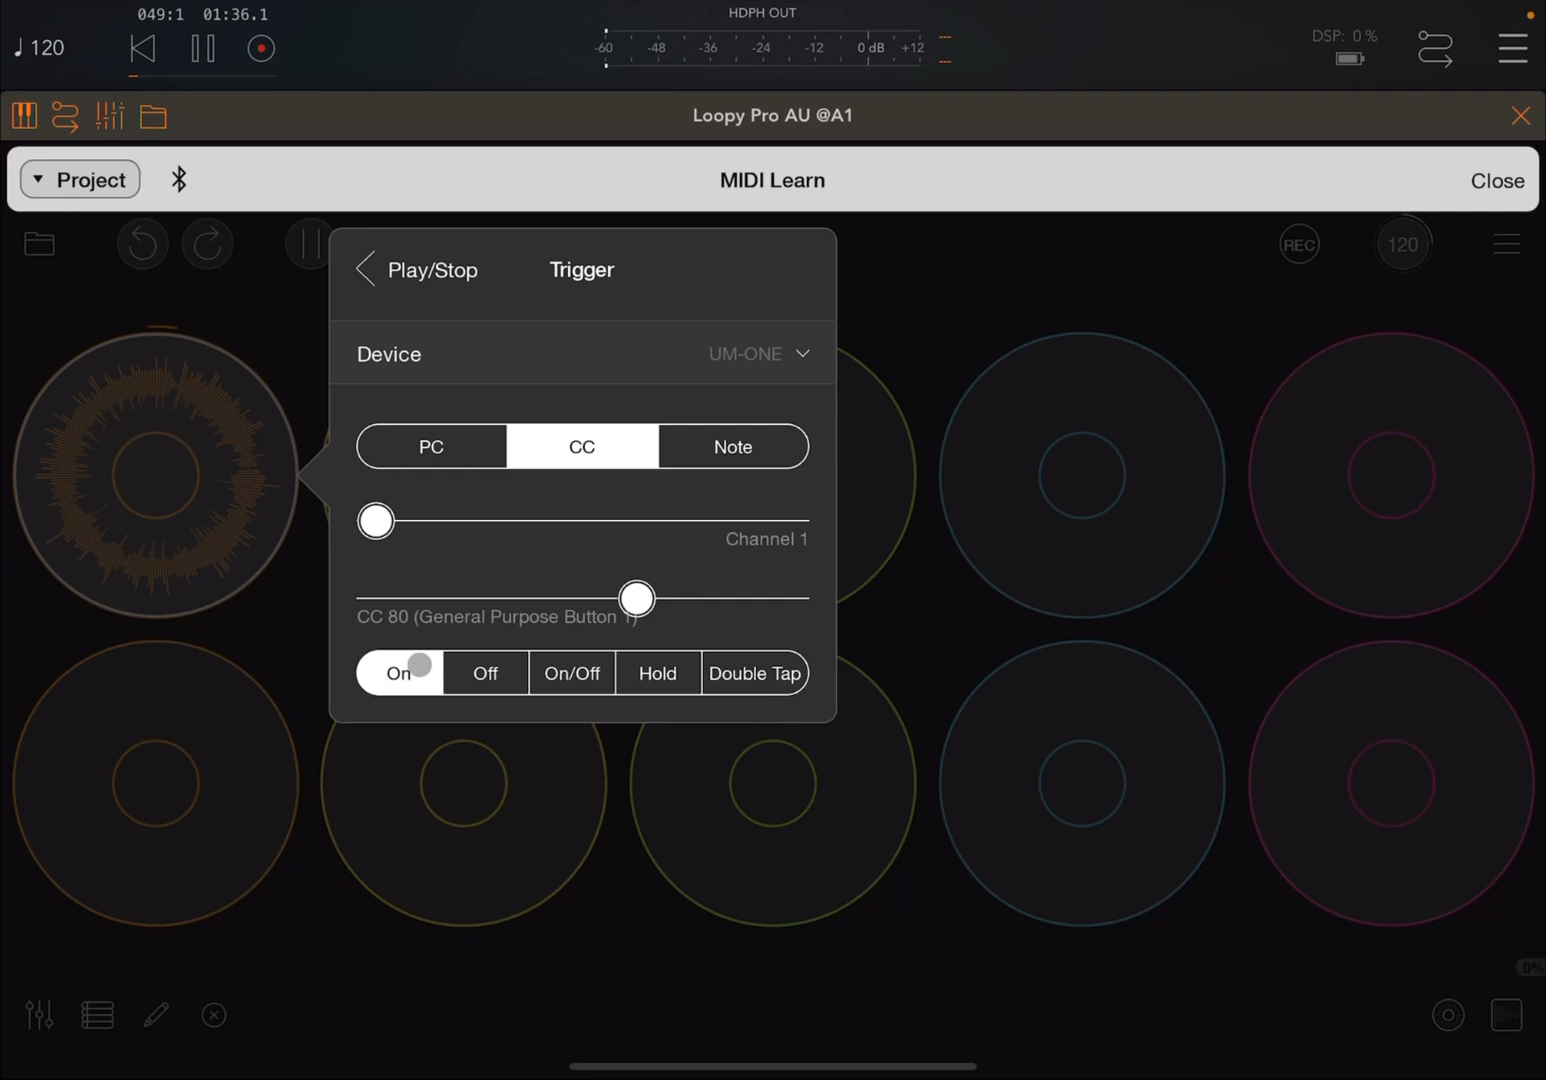 049:1 01:36.1
HDPH OUT
♩ 120
-60 -48 -36 -24 -12 0 dB +12
DSP: 0 %
Loopy Pro AU @A1
▼ Project
MIDI Learn
Close
REC
120
Play/Stop
Trigger
Device
UM-ONE
PC
CC
Note
Channel 1
CC 80 (General Purpose Button 1)
On
Off
On/Off
Hold
Double Tap
0%